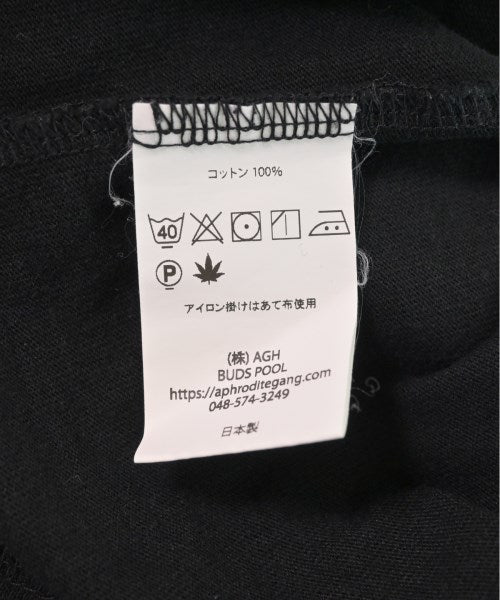 コットン 100%
40
P
アイロン掛けはあて布使用
(株) AGH
BUDS POOL
https://aphroditegang.com
048-574-3249
日本製